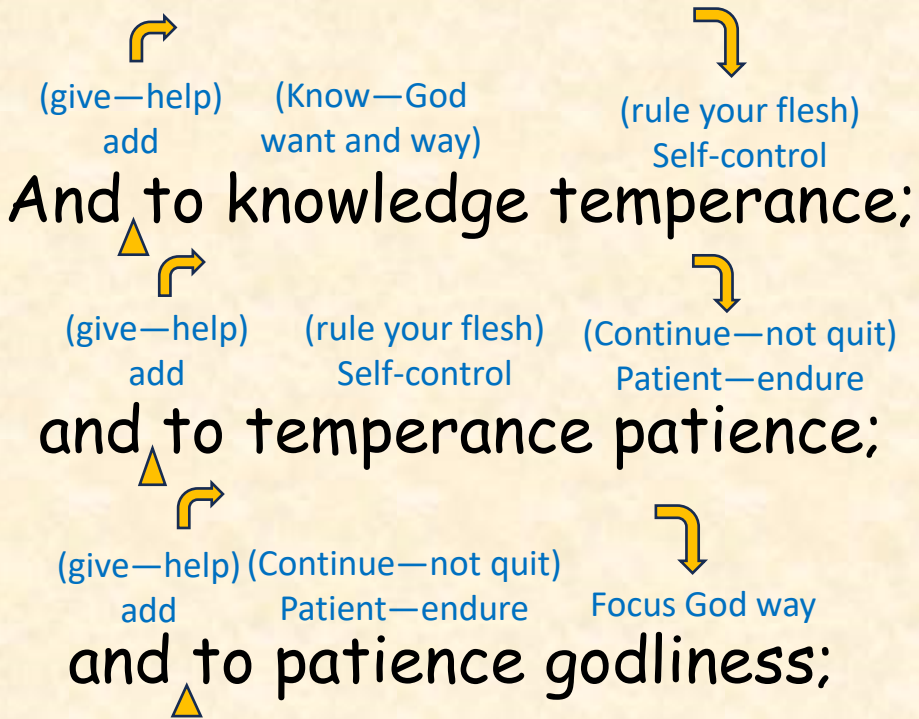 (give—help) (Know—God (rule your flesh)
add want and way) Self-control
And to knowledge temperance;
(give—help) (rule your flesh) (Continue—not quit)
add Self-control Patient—endure
and to temperance patience;
(give—help) (Continue—not quit)
add Patient—endure Focus God way
and to patience godliness;